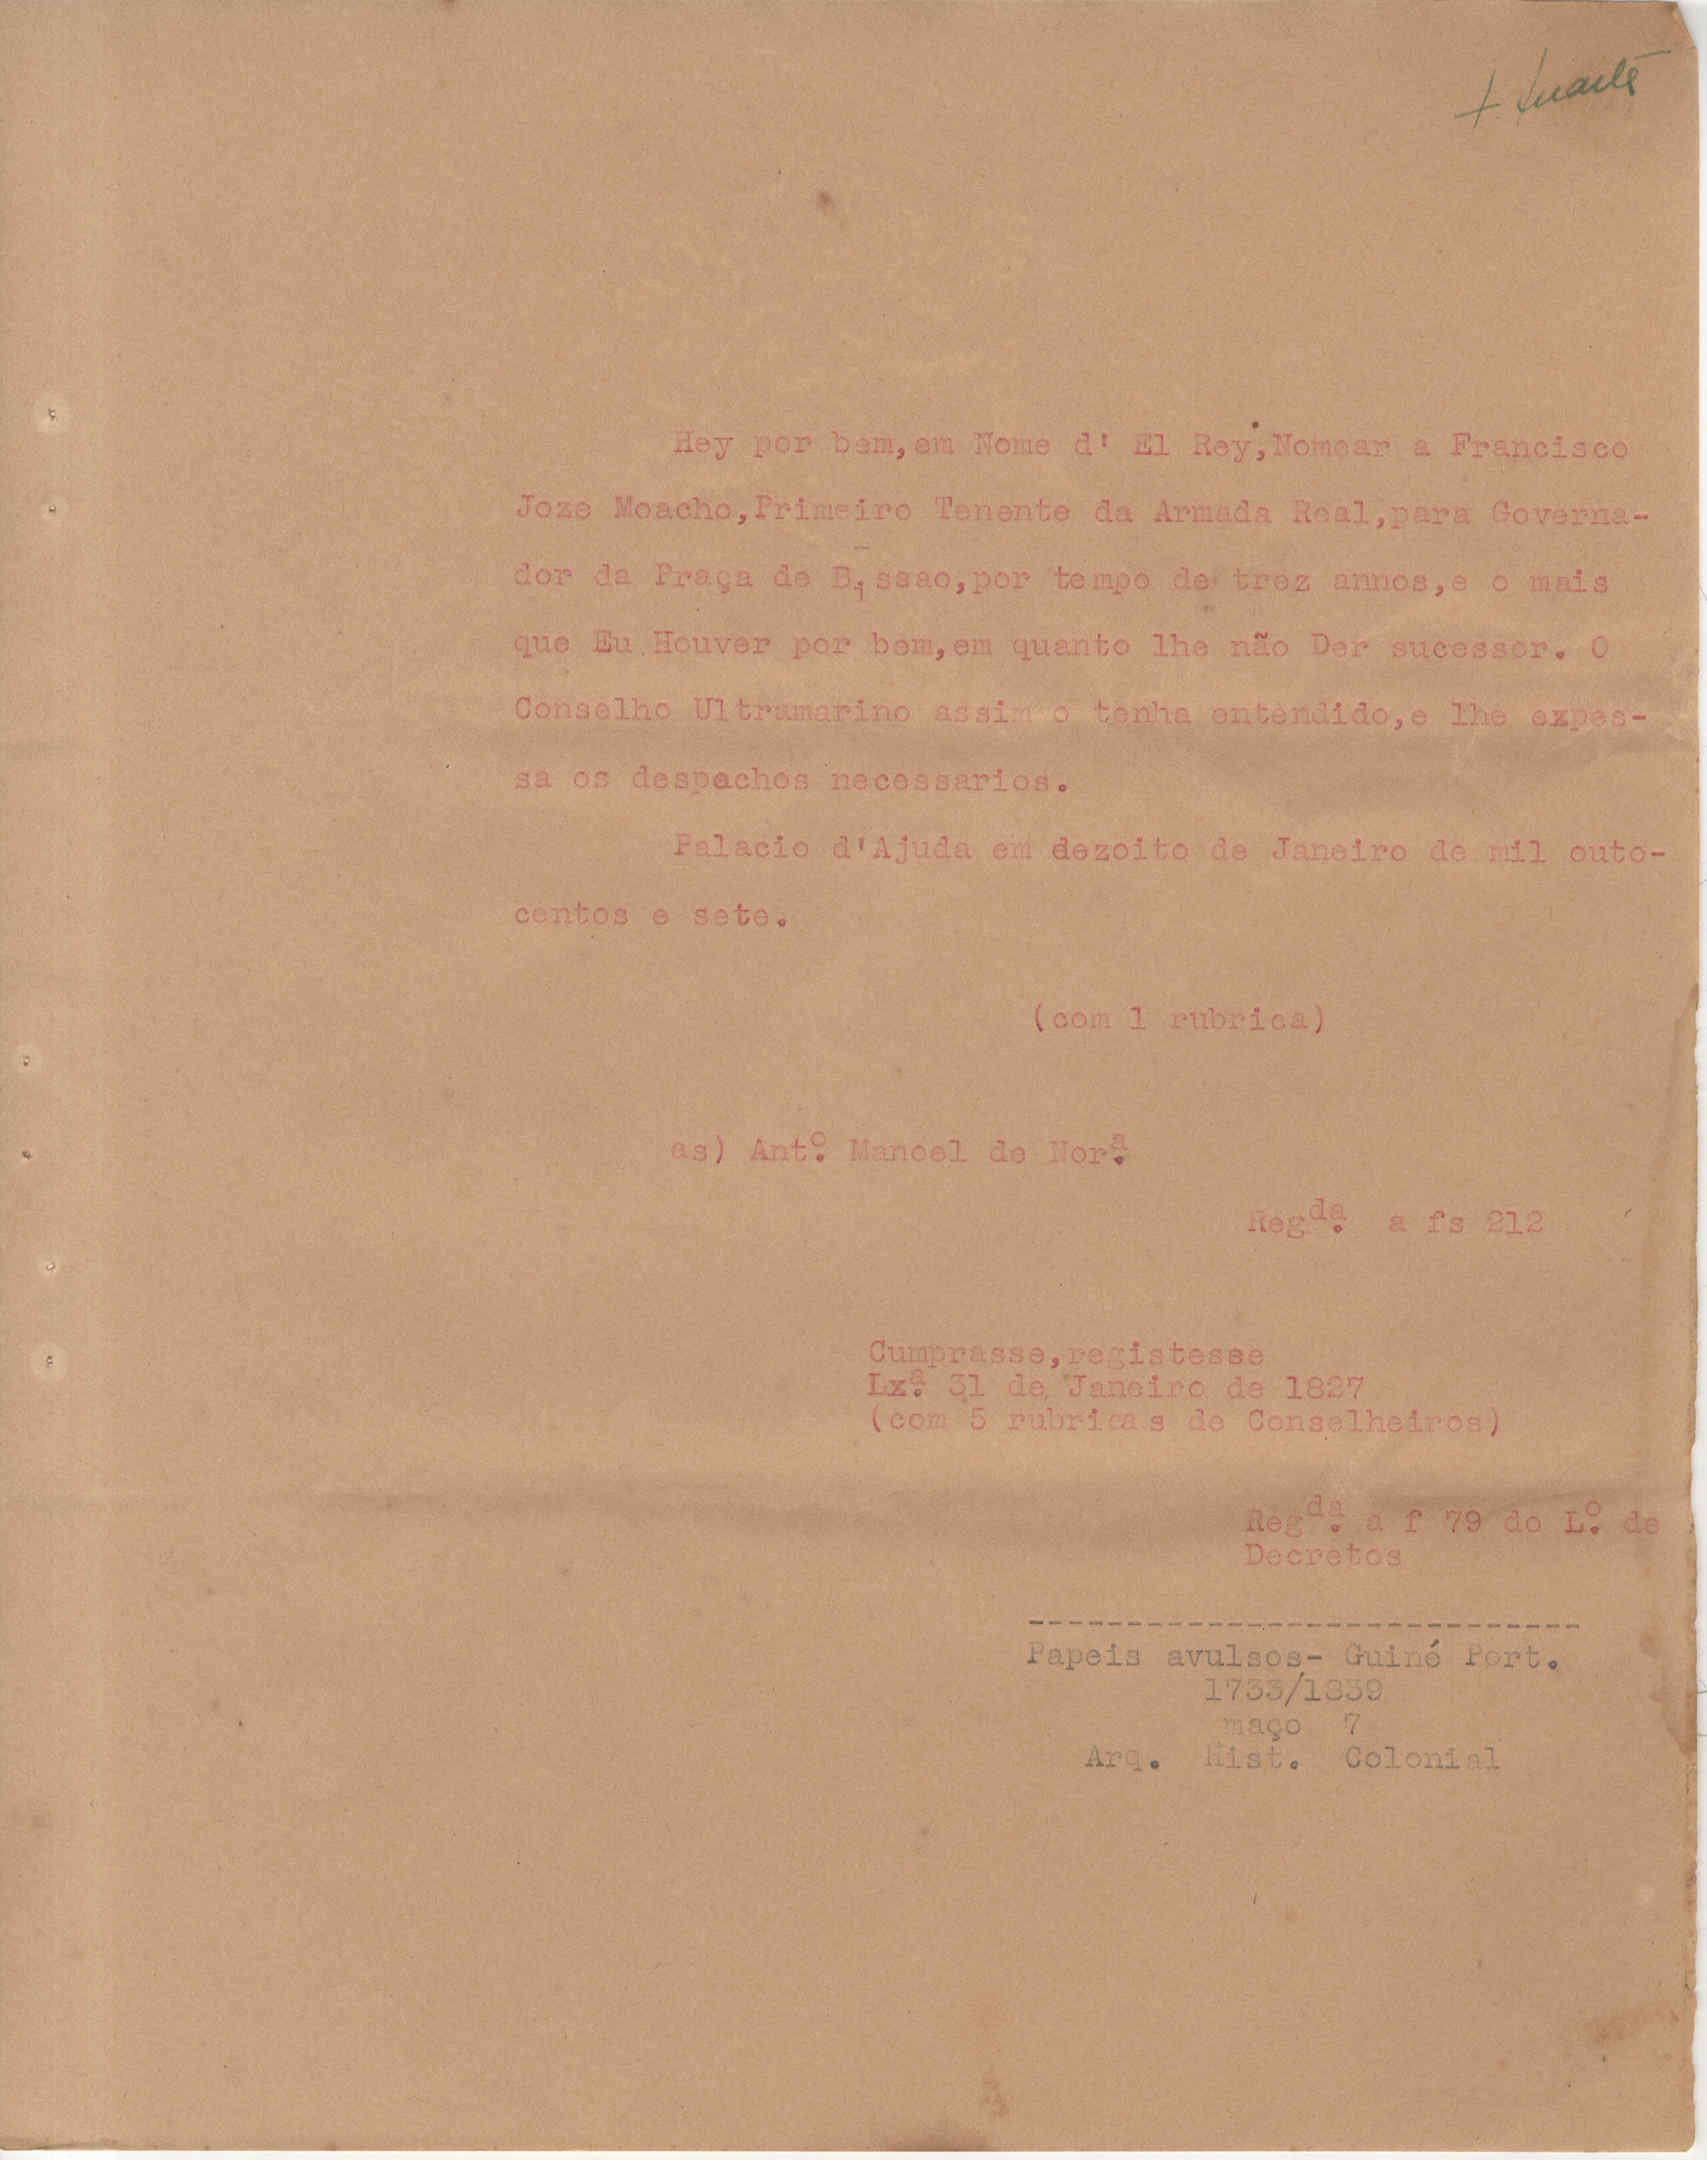 Hey por bem,em Nome d' El Rey,Nomear a Francisco
Joze Moacho,Primeiro Tenente da Armada Real,para Governa-
dor da Praça de Bissao,por tempo de trez annos,e o mais
que Eu Houver por bem,em quanto lhe não Der sucessor. O
Conselho Ultramarino assim o tenha entendido,e lhe expes-
sa os despachos necessarios.
Palacio d'Ajuda em dezoito de Janeiro de mil outo-
centos e sete.
(com 1 rubrica)
as) Antº. Manoel de Norª.
Regda. a fs 212
Cumprasse,registesse
Lxª. 31 de Janeiro de 1827
(com 5 rubricas de Conselheiros)
Regda. a f 79 do Lº. de
Decretos
---------------------------
Papeis avulsos- Guiné Port.
1733/1839
maço 7
Arq. Hist. Colonial